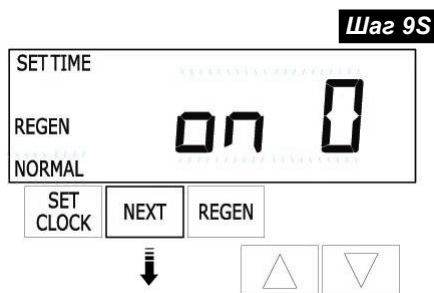 Шаг 9S
SET TIME
REGEN on 0
NORMAL
SET CLOCK NEXT REGEN